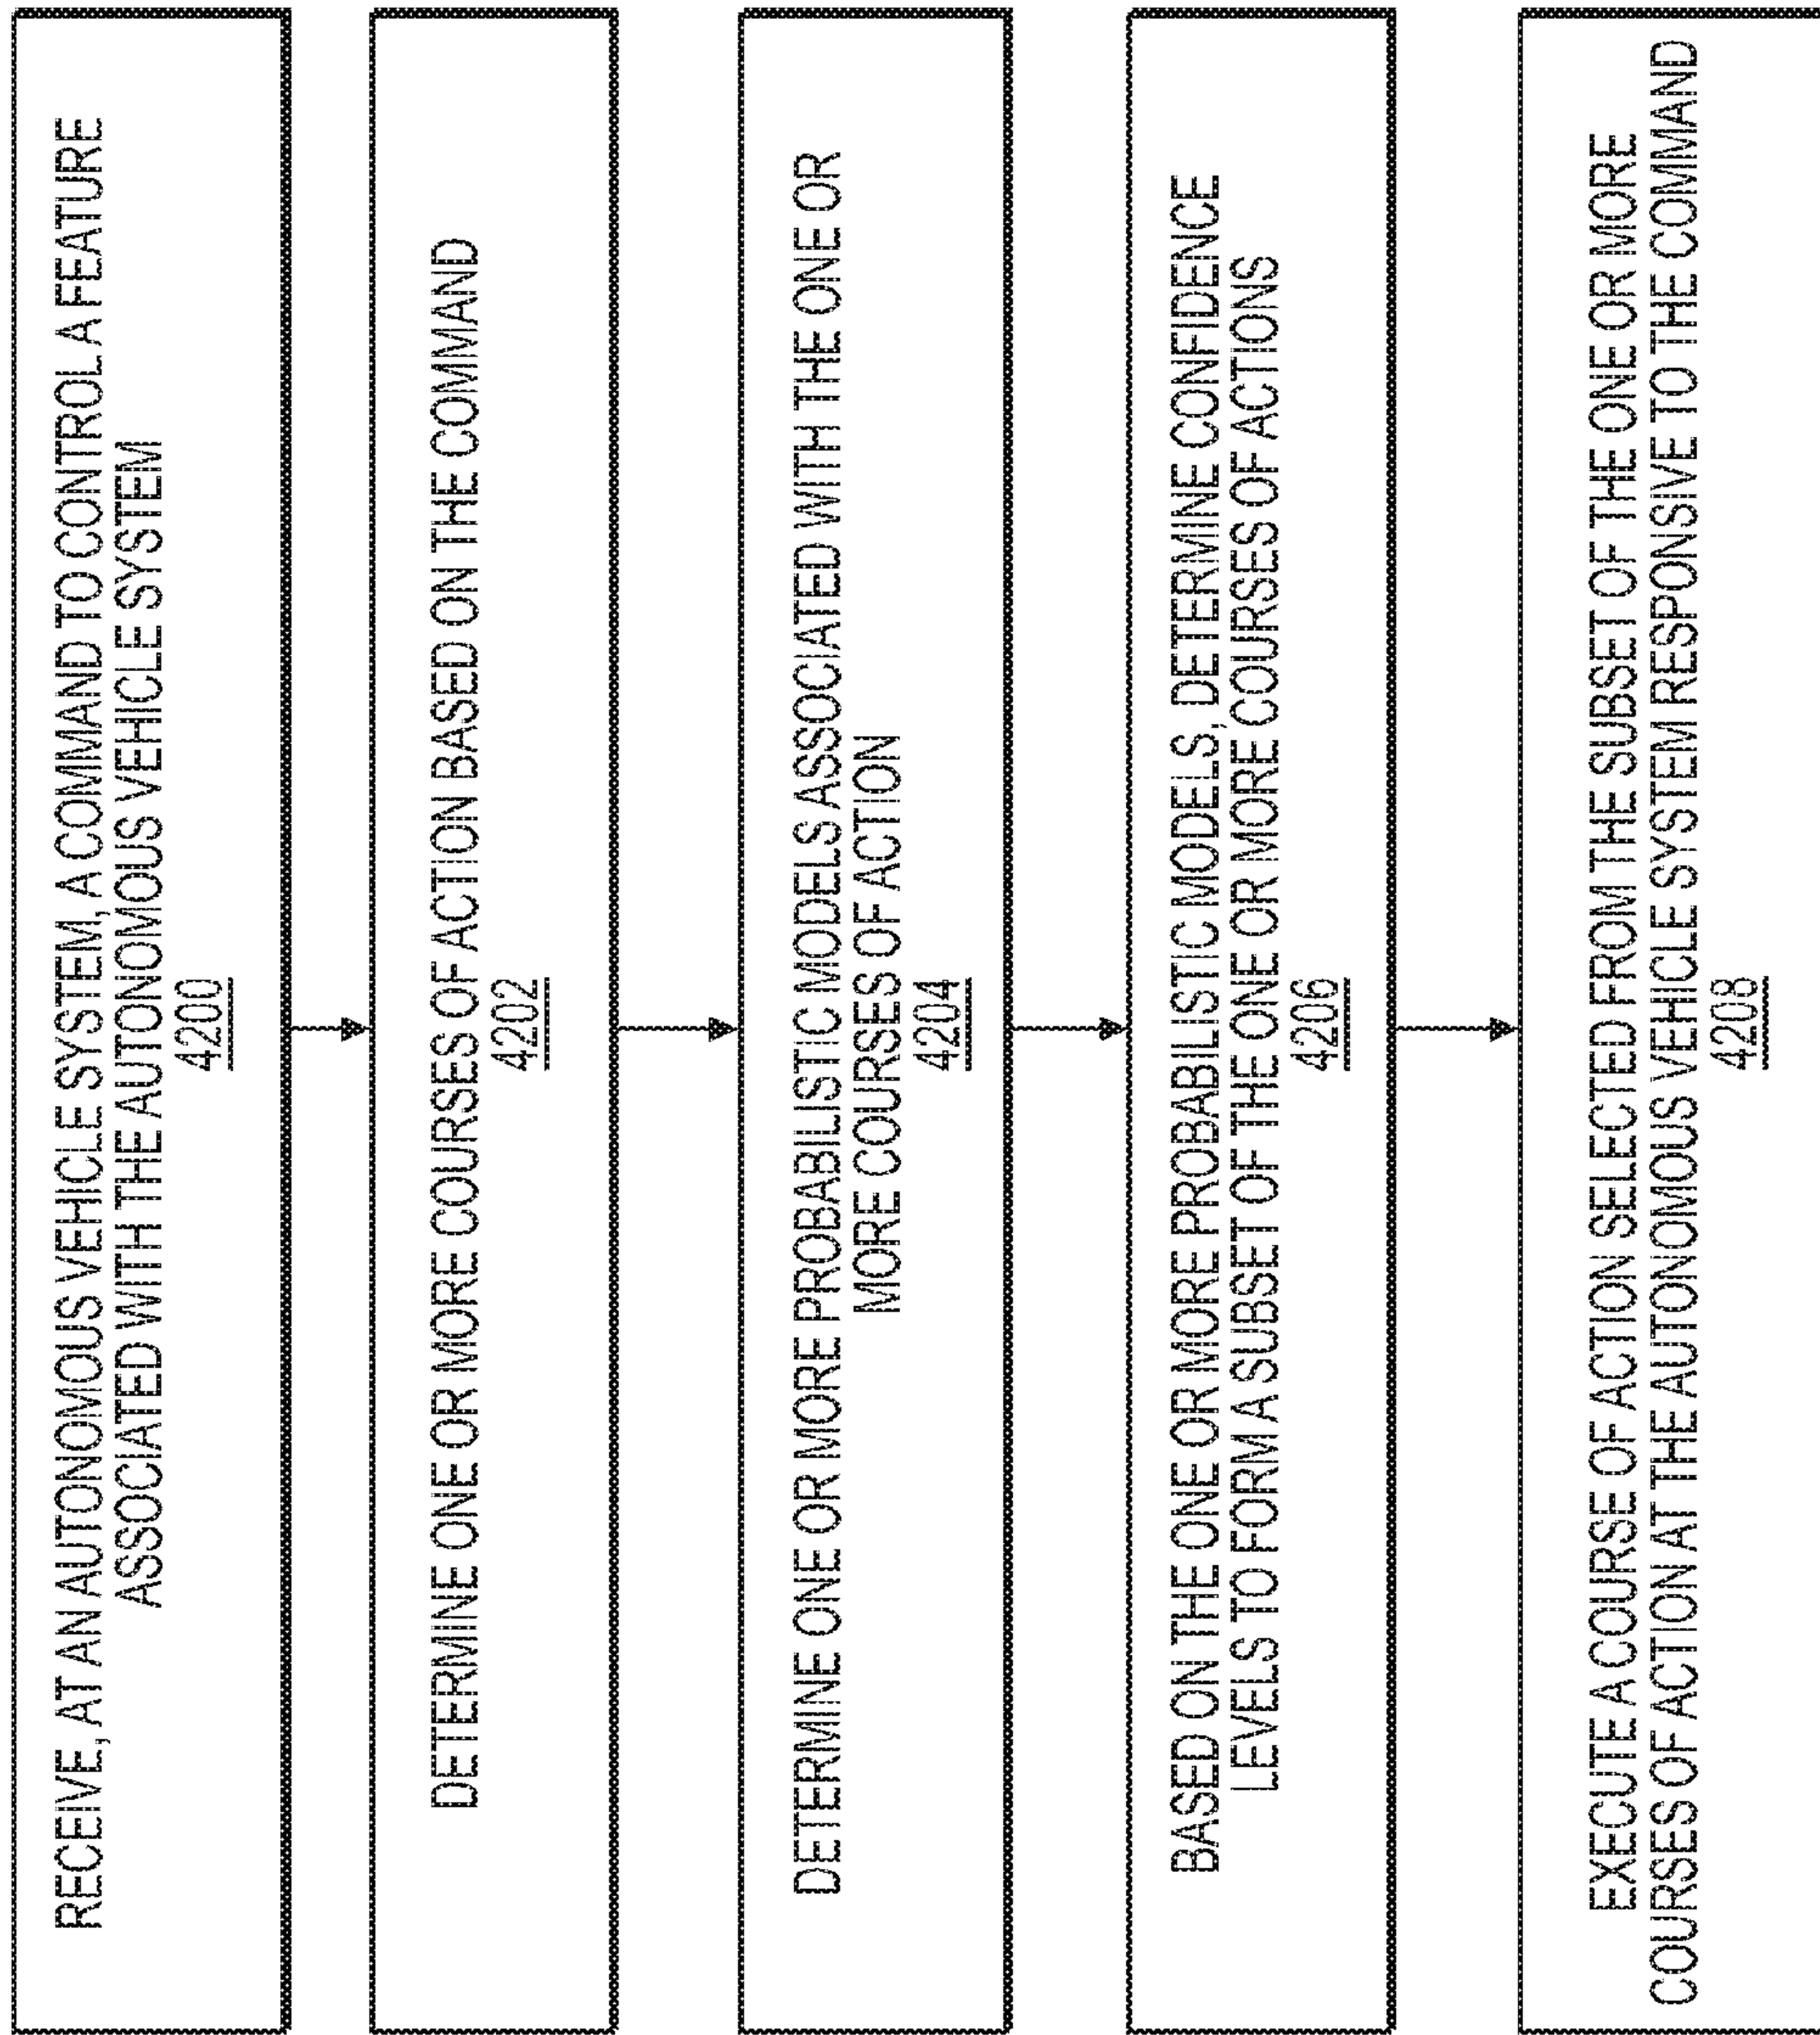 RECEIVE, AT AN AUTONOMOUS VEHICLE SYSTEM, A COMMAND TO CONTROL A FEATURE
ASSOCIATED WITH THE AUTONOMOUS VEHICLE SYSTEM
4200
DETERMINE ONE OR MORE COURSES OF ACTION BASED ON THE COMMAND
4202
DETERMINE ONE OR MORE PROBABILISTIC MODELS ASSOCIATED WITH THE ONE OR
MORE COURSES OF ACTION
4204
BASED ON THE ONE OR MORE PROBABILISTIC MODELS, DETERMINE CONFIDENCE
LEVELS TO FORM A SUBSET OF THE ONE OR MORE COURSES OF ACTIONS
4206
EXECUTE A COURSE OF ACTION SELECTED FROM THE SUBSET OF THE ONE OR MORE
COURSES OF ACTION AT THE AUTONOMOUS VEHICLE SYSTEM RESPONSIVE TO THE COMMAND
4208